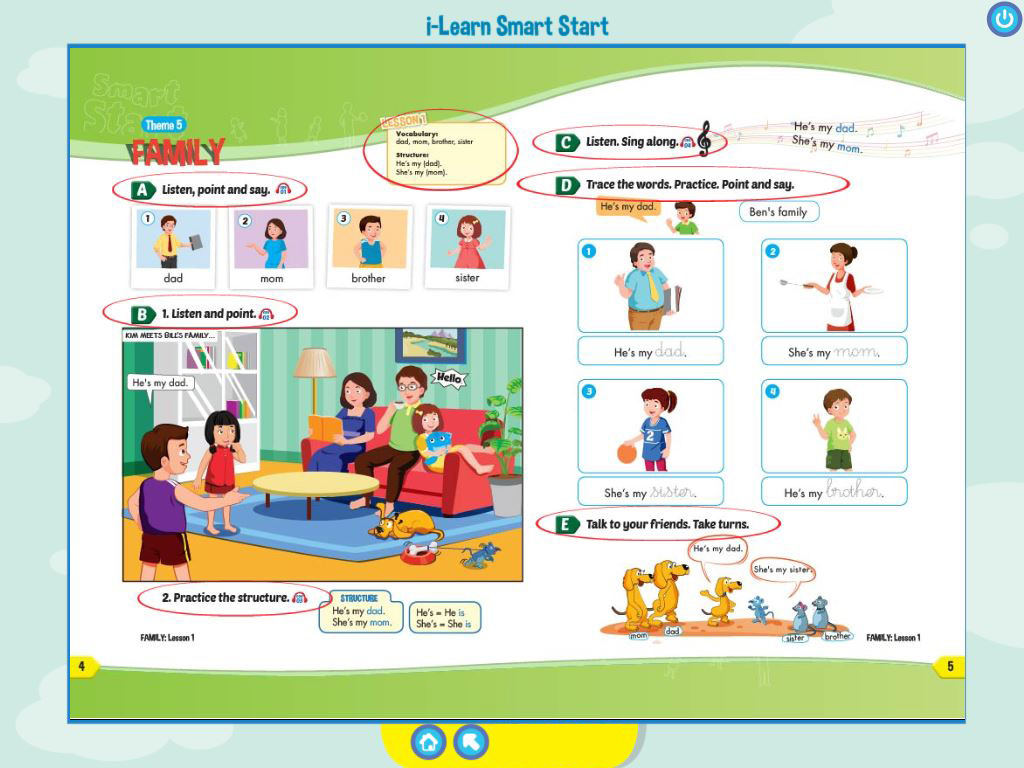 i-Learn Smart Start
Smart
Start
Theme 5
FAMILY
LESSON 1
Vocabulary:
dad, mom, brother, sister
Structure:
He's my (dad).
She's my (mom).
A Listen, point and say. 01
1
2
3
4
dad
mom
brother
sister
B 1. Listen and point. 02
KIM MEETS BILL'S FAMILY...
He's my dad.
Hello
2. Practice the structure. 03
STRUCTURE
He's my dad.
She's my mom.
He's = He is
She's = She is
FAMILY: Lesson 1
4
C Listen. Sing along. 04
He's my dad.
She's my mom.
D Trace the words. Practice. Point and say.
He's my dad.
Ben's family
1
2
He's my dad.
She's my mom.
3
2
4
She's my sister.
He's my brother.
E Talk to your friends. Take turns.
He's my dad.
She's my sister.
mom
dad
sister
brother
FAMILY: Lesson 1
5